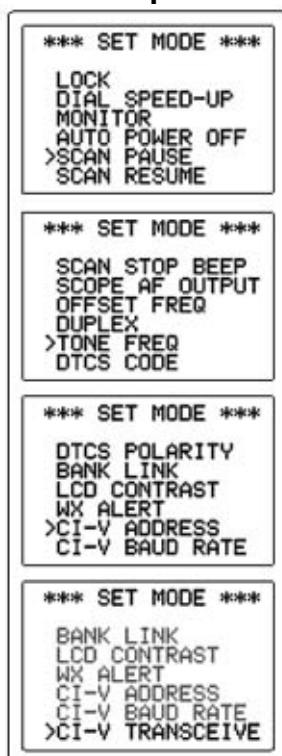 *** SET MODE ***
LOCK
DIAL SPEED-UP
MONITOR
AUTO POWER OFF
>SCAN PAUSE
SCAN RESUME
*** SET MODE ***
SCAN STOP BEEP
SCOPE AF OUTPUT
OFFSET FREQ
DUPLEX
>TONE FREQ
DTCS CODE
*** SET MODE ***
DTCS POLARITY
BANK LINK
LCD CONTRAST
WX ALERT
>CI-V ADDRESS
CI-V BAUD RATE
*** SET MODE ***
BANK LINK
LCD CONTRAST
WX ALERT
CI-V ADDRESS
CI-V BAUD RATE
>CI-V TRANSCEIVE